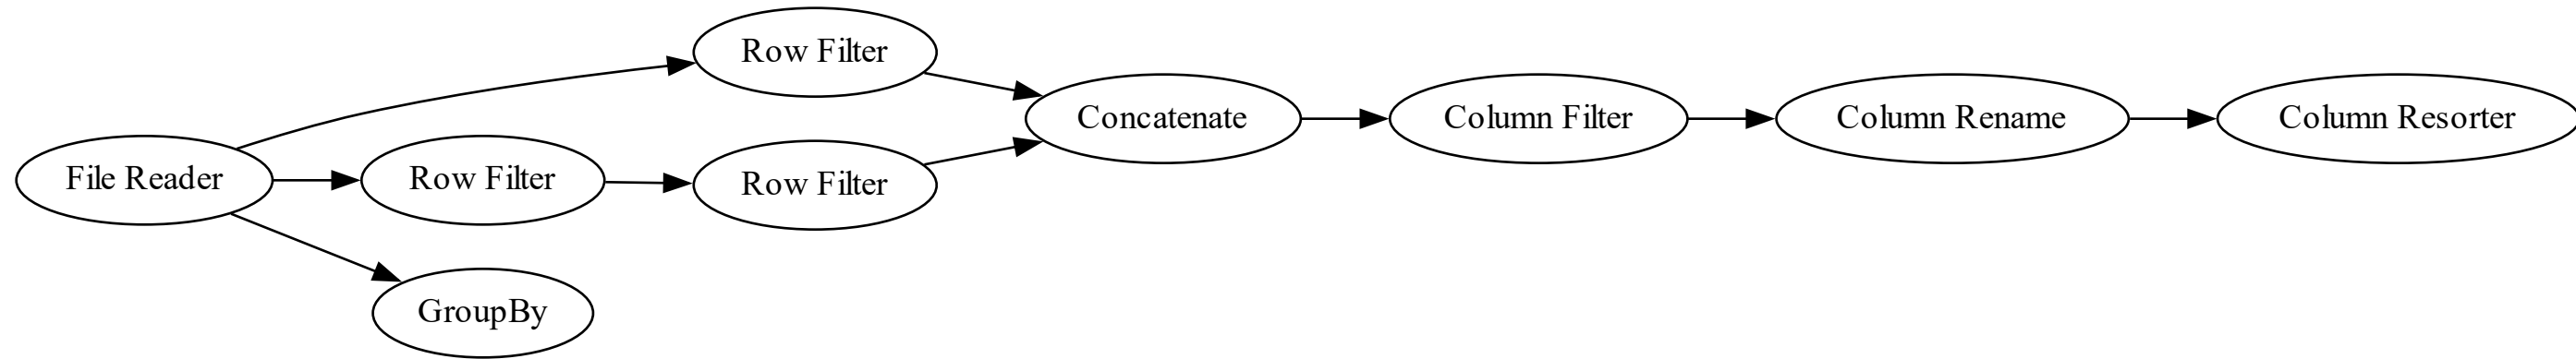 File Reader
Row Filter
Row Filter
Row Filter
GroupBy
Concatenate
Column Filter
Column Rename
Column Resorter